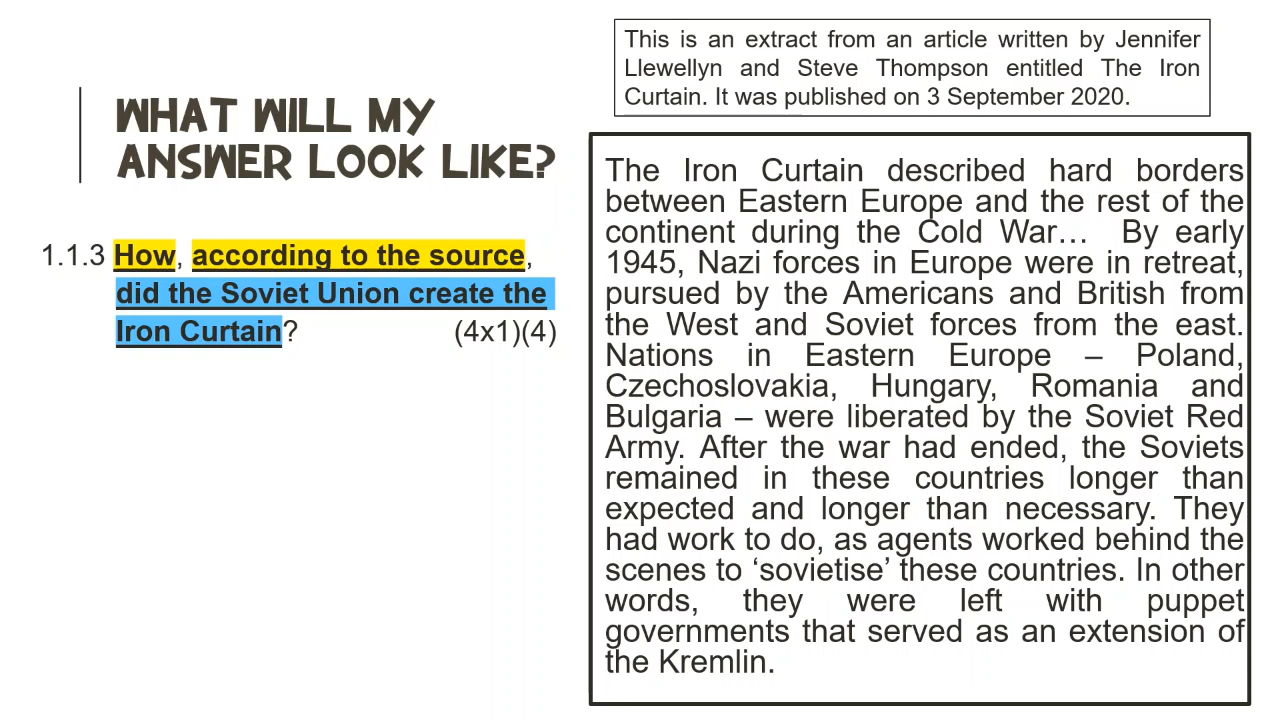 WHAT WILL MY
ANSWER LOOK LIKE?
1.1.3 How, according to the source,
did the Soviet Union create the
Iron Curtain? (4x1)(4)
This is an extract from an article written by Jennifer
Llewellyn and Steve Thompson entitled The Iron
Curtain. It was published on 3 September 2020.
The Iron Curtain described hard borders
between Eastern Europe and the rest of the
continent during the Cold War… By early
1945, Nazi forces in Europe were in retreat,
pursued by the Americans and British from
the West and Soviet forces from the east.
Nations in Eastern Europe – Poland,
Czechoslovakia, Hungary, Romania and
Bulgaria – were liberated by the Soviet Red
Army. After the war had ended, the Soviets
remained in these countries longer than
expected and longer than necessary. They
had work to do, as agents worked behind the
scenes to ‘sovietise’ these countries. In other
words, they were left with puppet
governments that served as an extension of
the Kremlin.